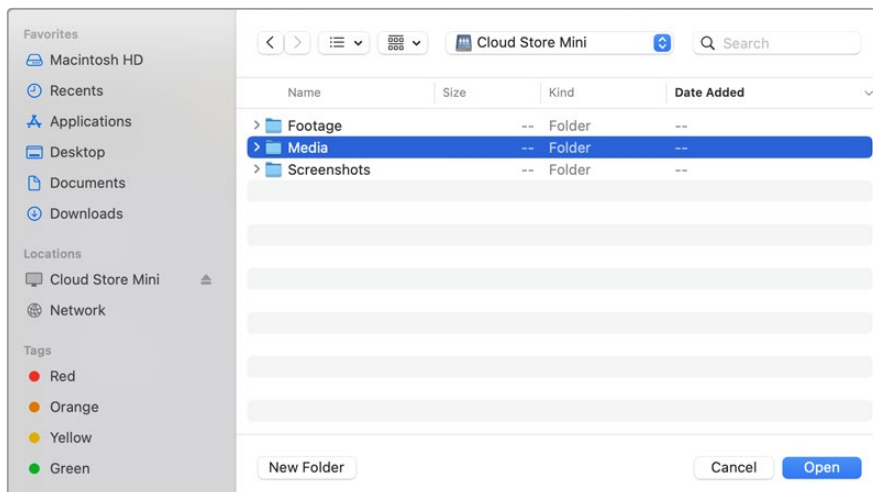 Favorites
Macintosh HD
Recents
Applications
Desktop
Documents
Downloads
Locations
Cloud Store Mini
Network
Tags
Red
Orange
Yellow
Green
Cloud Store Mini
Search
Name Size Kind Date Added
Footage -- Folder --
Media -- Folder --
Screenshots -- Folder --
New Folder Cancel Open